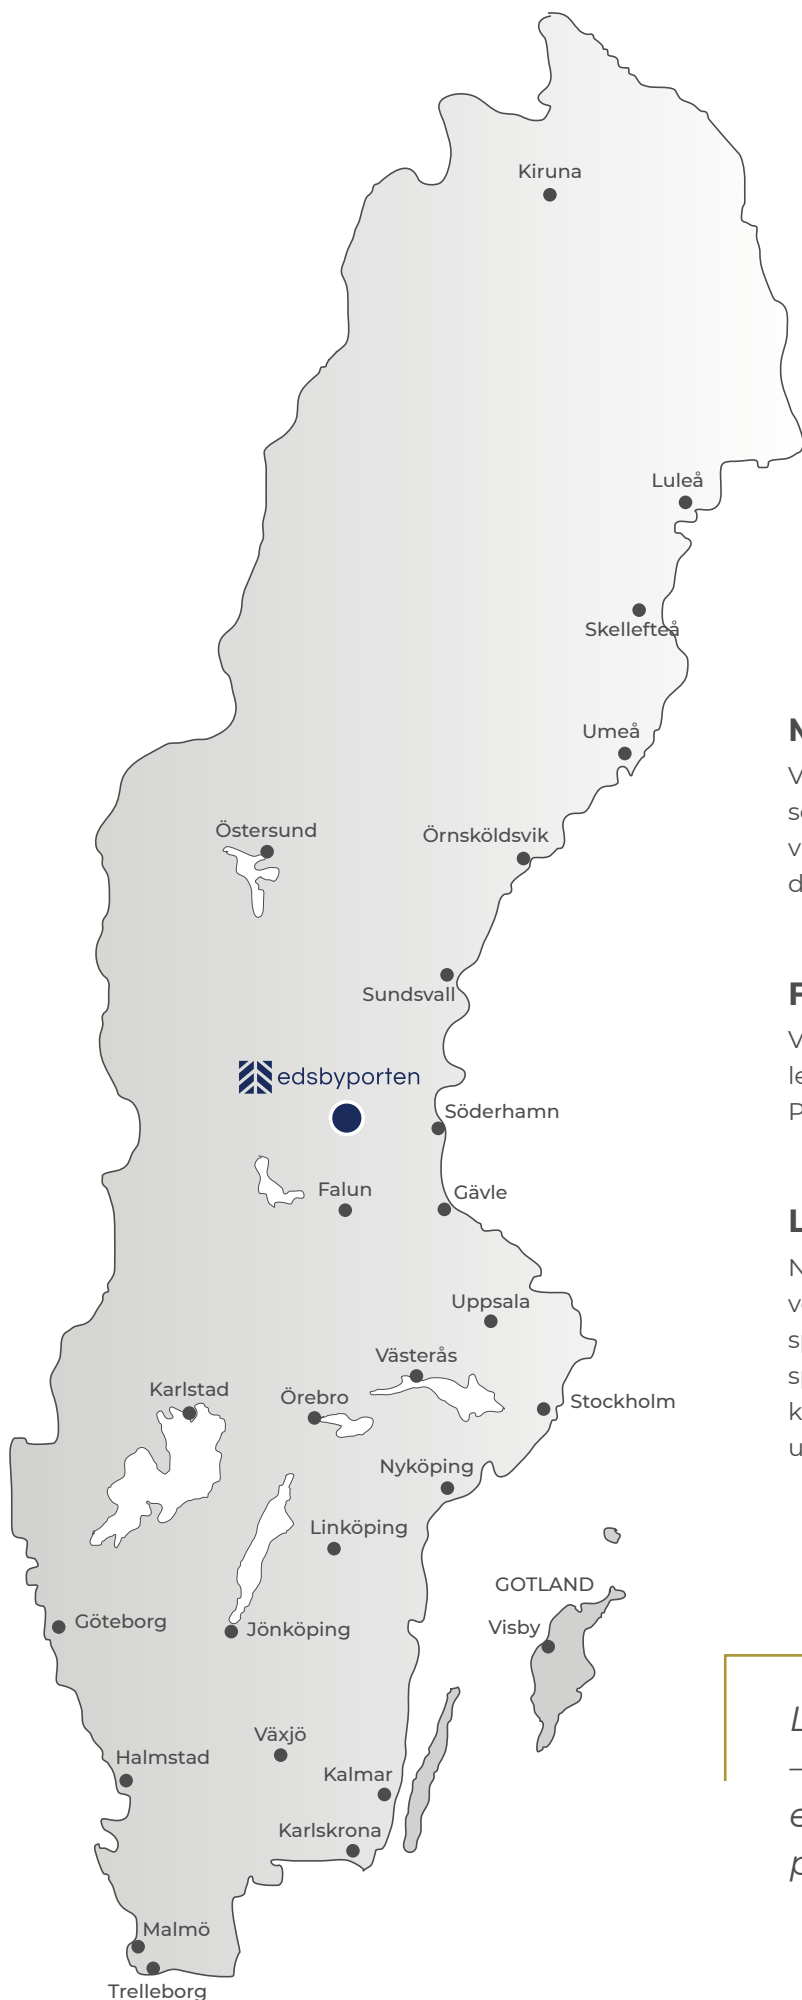 Kiruna
Luleå
Skellefteå
Umeå
Östersund
Örnsköldsvik
Sundsvall
edsbyporten
Söderhamn
Falun
Gävle
Uppsala
Västerås
Karlstad
Örebro
Stockholm
Nyköping
Linköping
GOTLAND
Göteborg
Jönköping
Visby
Växjö
Halmstad
Kalmar
Karlskrona
Malmö
Trelleborg